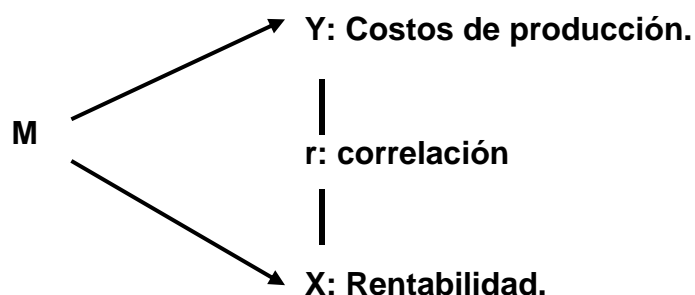 Y: Costos de producción.
M
r: correlación
X: Rentabilidad.